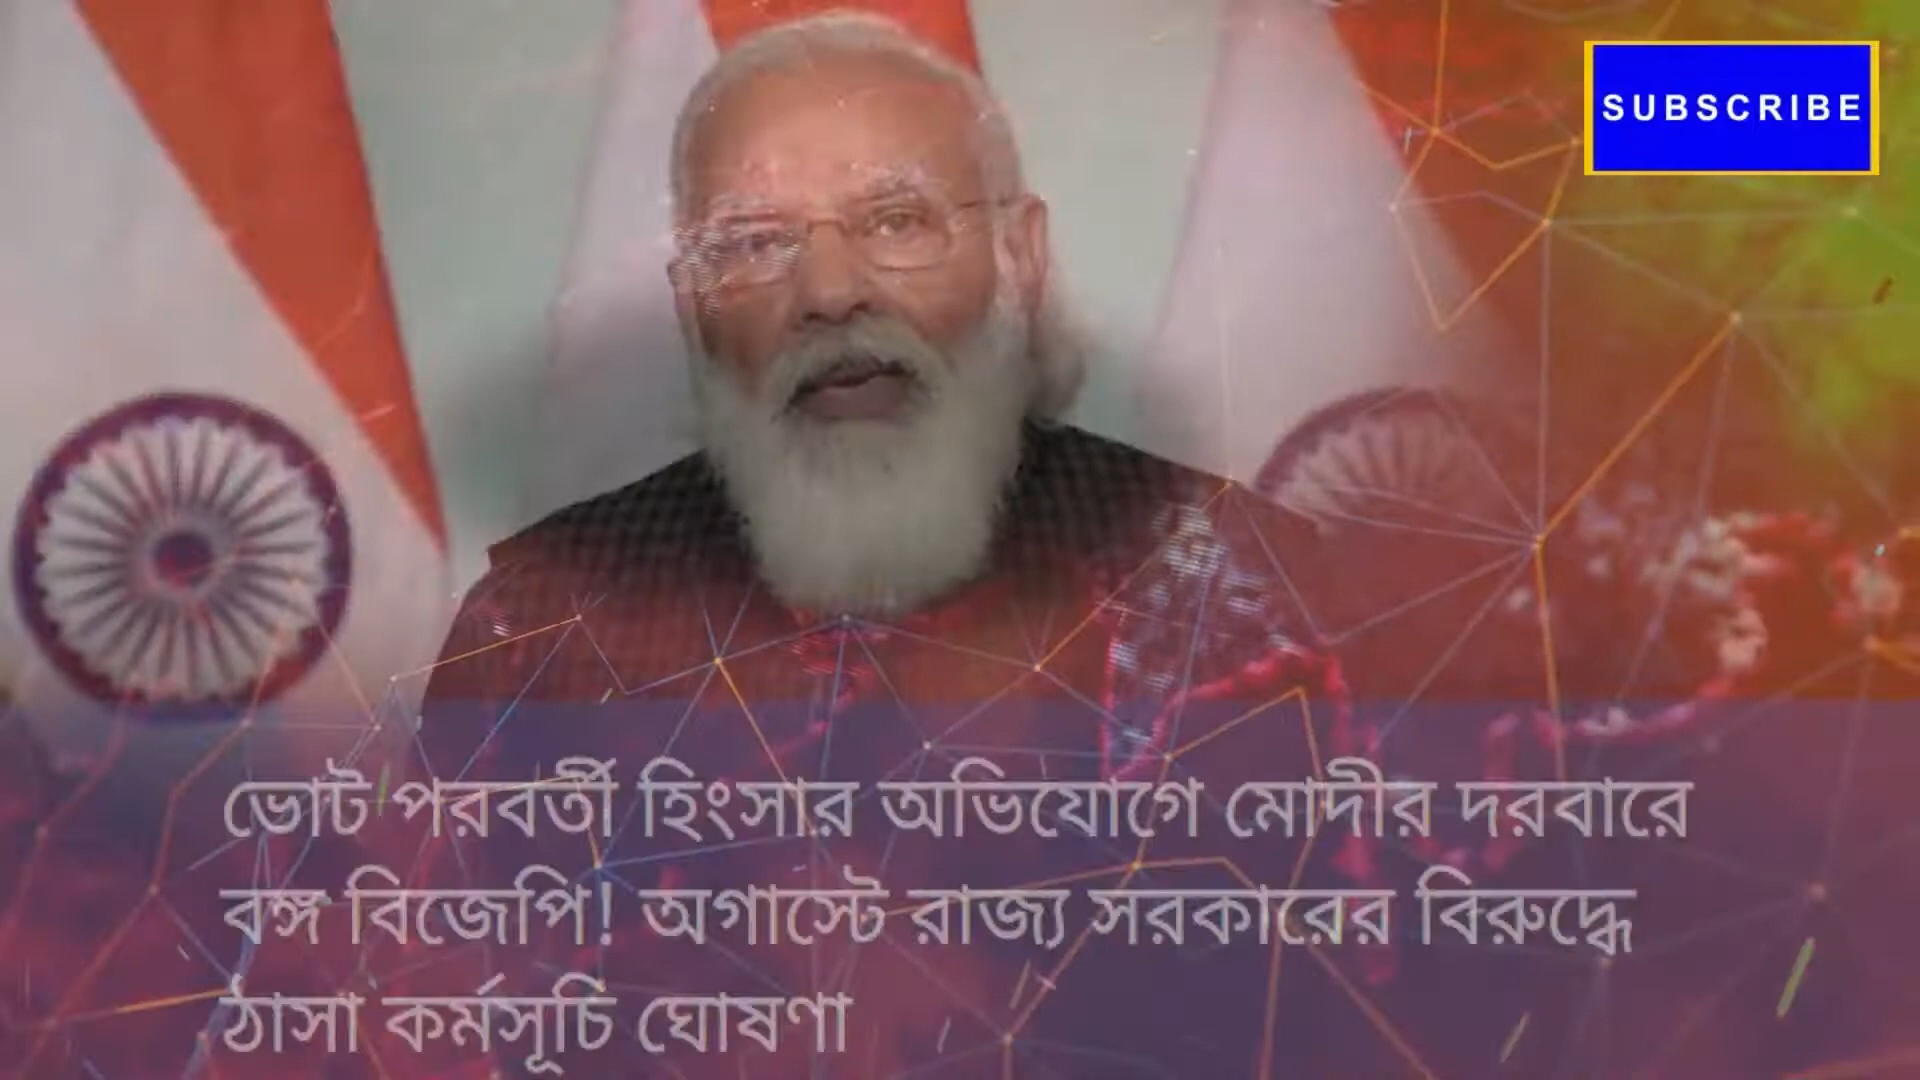 SUBSCRIBE
ভোট পরবর্তী হিংসার অভিযোগে মোদীর দরবারে
বঙ্গ বিজেপি! অগাস্টে রাজ্য সরকারের বিরুদ্ধে
ঠাসা কর্মসূচি ঘোষণা